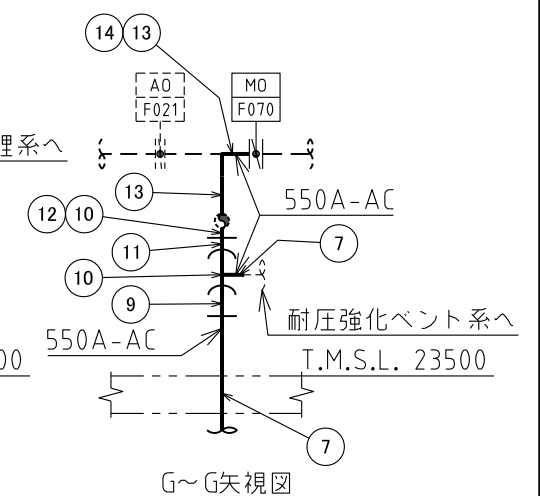 14 13
AO
F021
MO
F070
理系へ
13
550A-AC
12 10
11
7
10
9
耐圧強化ベント系へ
550A-AC
00
T.M.S.L. 23500
7
G～G矢視図